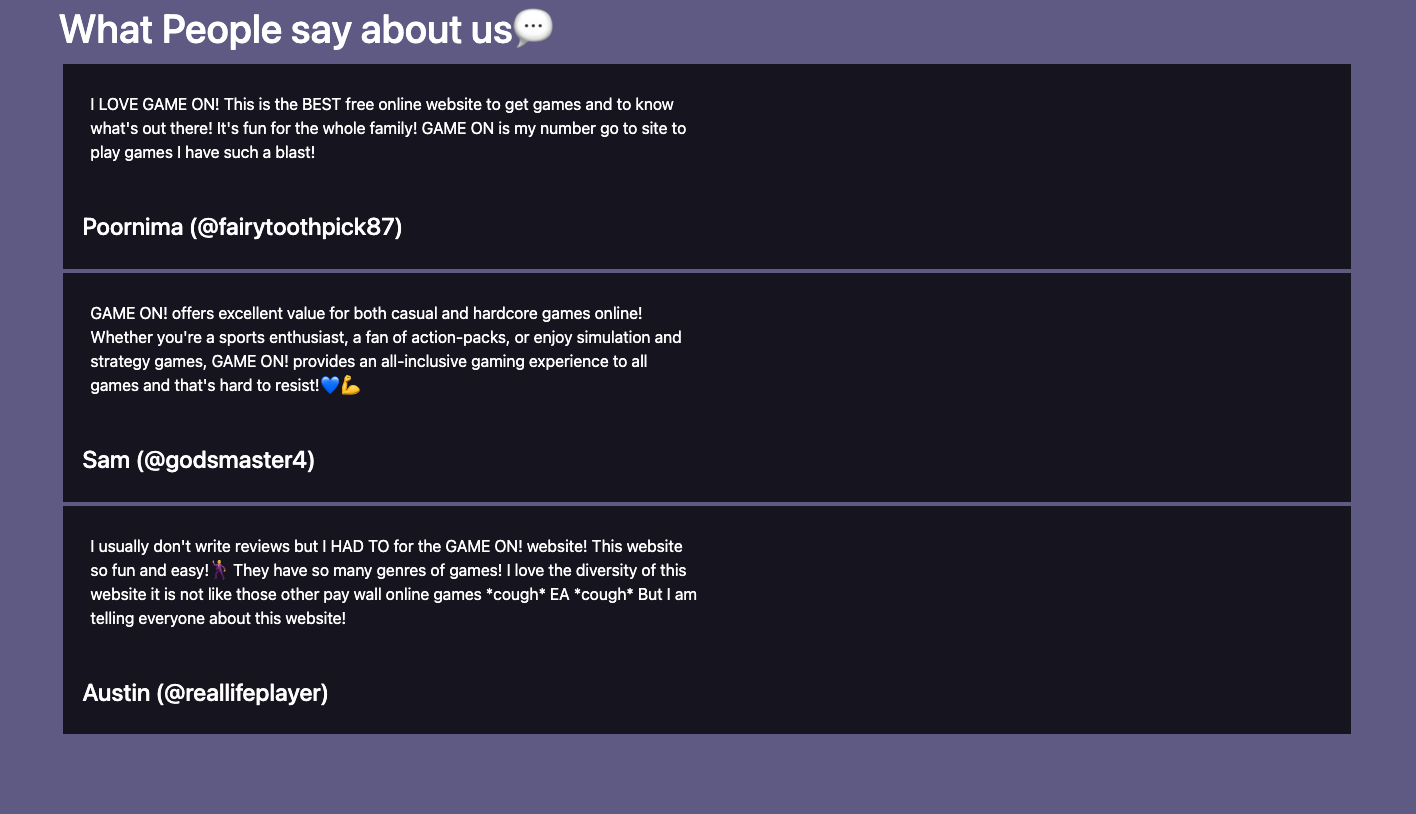 What People say about us💬
I LOVE GAME ON! This is the BEST free online website to get games and to know
what's out there! It's fun for the whole family! GAME ON is my number go to site to
play games I have such a blast!
Poornima (@fairytoothpick87)
GAME ON! offers excellent value for both casual and hardcore games online!
Whether you're a sports enthusiast, a fan of action-packs, or enjoy simulation and
strategy games, GAME ON! provides an all-inclusive gaming experience to all
games and that's hard to resist!💙💪
Sam (@godsmaster4)
I usually don't write reviews but I HAD TO for the GAME ON! website! This website
so fun and easy!🕺 They have so many genres of games! I love the diversity of this
website it is not like those other pay wall online games *cough* EA *cough* But I am
telling everyone about this website!
Austin (@reallifeplayer)